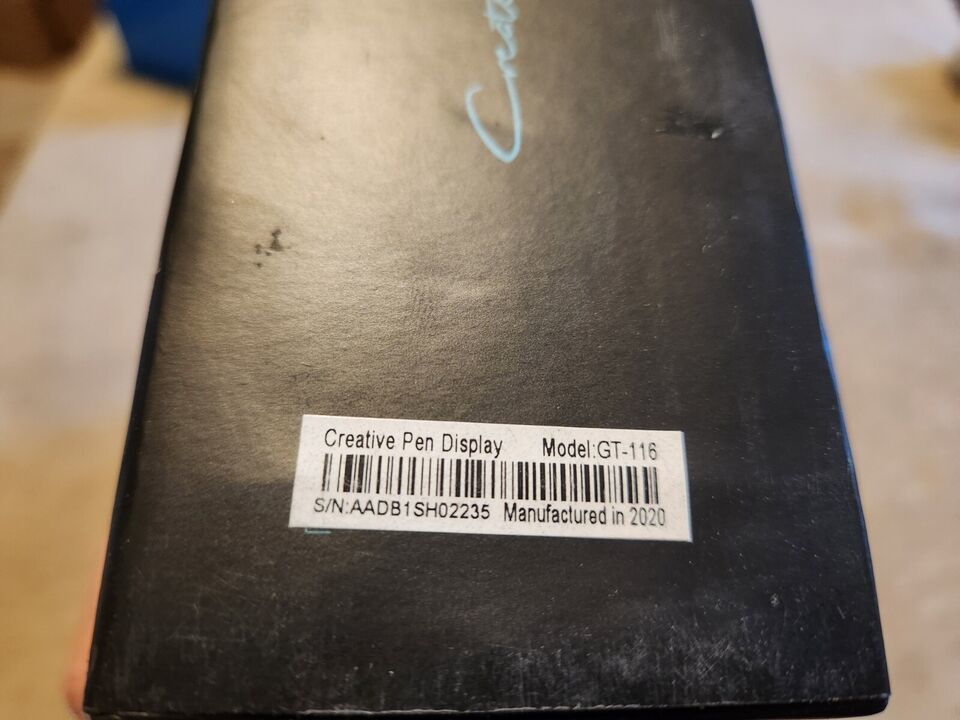 Creative Pen Display Model:GT-116
S/N:AADB1SH02235 Manufactured in 2020